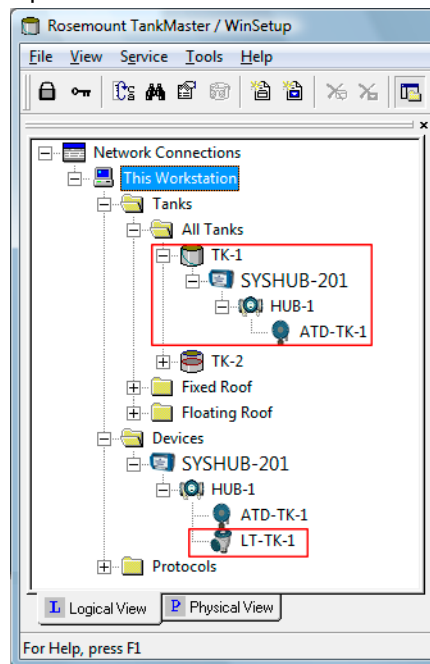 Rosemount TankMaster / WinSetup
File View Service Tools Help
x
Network Connections
This Workstation
Tanks
All Tanks
TK-1
SYSHUB-201
HUB-1
ATD-TK-1
TK-2
Fixed Roof
Floating Roof
Devices
SYSHUB-201
HUB-1
ATD-TK-1
LT-TK-1
Protocols
L Logical View P Physical View
For Help, press F1